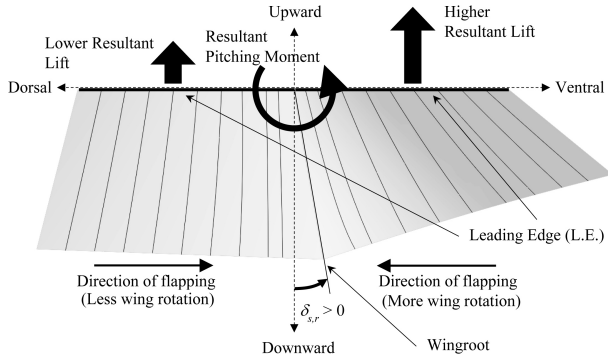 Upward
Higher
Resultant Lift
Lower Resultant
Lift
Resultant
Pitching Moment
Dorsal
Ventral
Leading Edge (L.E.)
Direction of flapping
(Less wing rotation)
Direction of flapping
(More wing rotation)
δs,r > 0
Downward
Wingroot